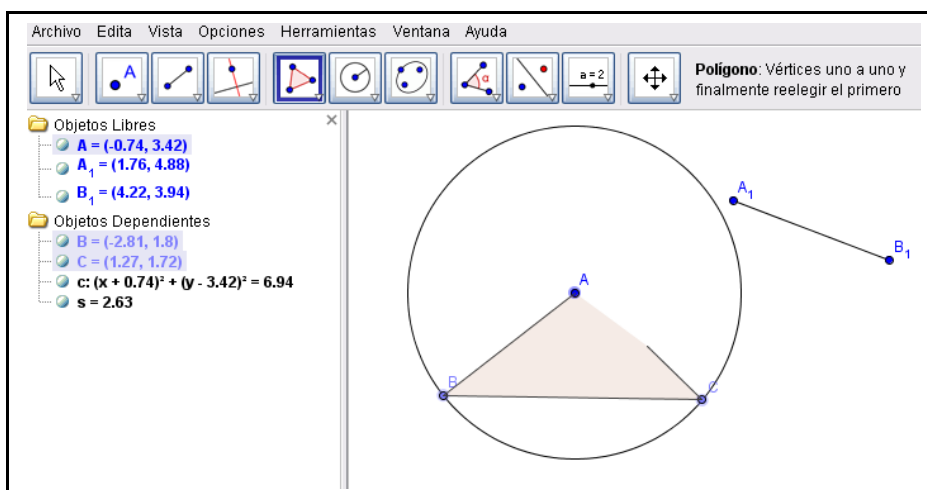 Archivo Edita Vista Opciones Herramientas Ventana Ayuda
A
α
a = 2
Polígono: Vértices uno a uno y
finalmente reelegir el primero
Objetos Libres
A = (-0.74, 3.42)
A₁ = (1.76, 4.88)
B₁ = (4.22, 3.94)
Objetos Dependientes
B = (-2.81, 1.8)
C = (1.27, 1.72)
c: (x + 0.74)² + (y - 3.42)² = 6.94
s = 2.63
A₁
B₁
A
B
C